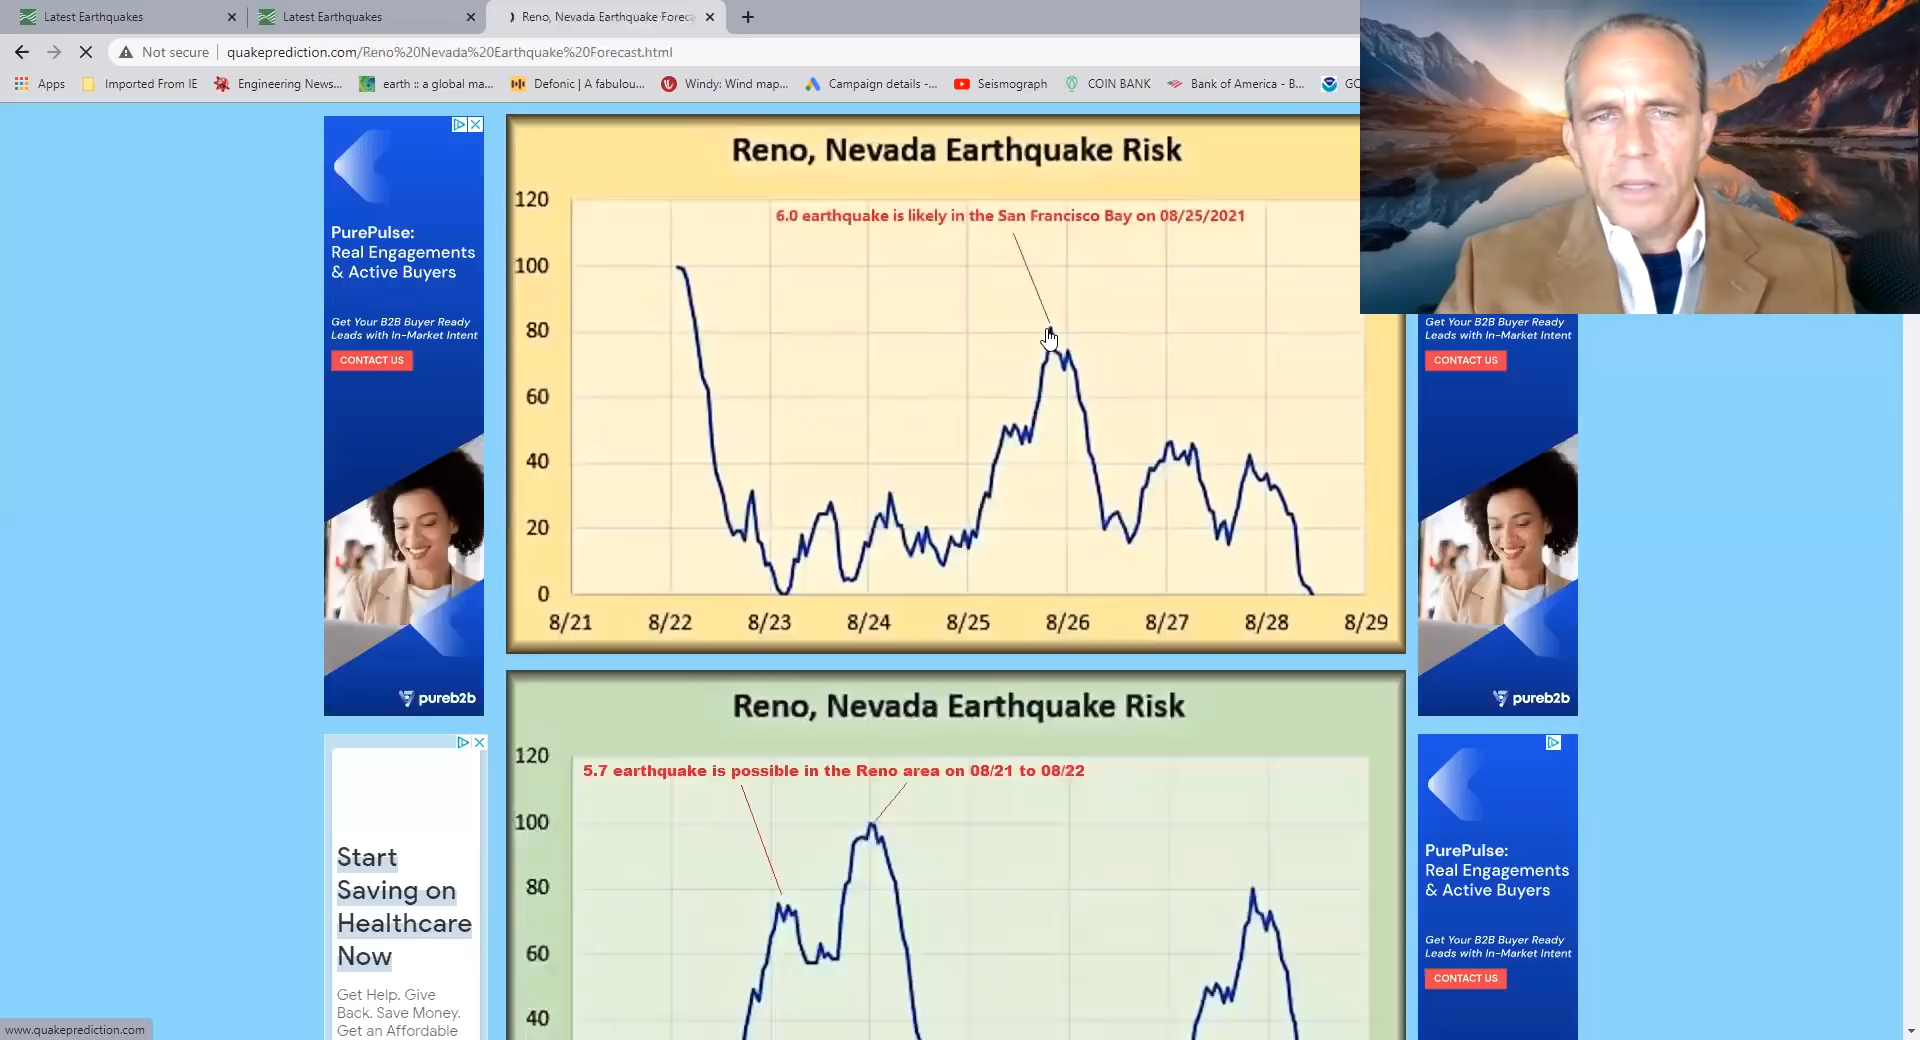 Latest Earthquakes
Latest Earthquakes
Reno, Nevada Earthquake Foreca
Not secure
quakeprediction.com/Reno%20Nevada%20Earthquake%20Forecast.html
Apps
Imported From IE
Engineering News...
earth :: a global ma...
Defonic | A fabulou...
Windy: Wind map...
Campaign details -...
Seismograph
COIN BANK
Bank of America - B...
GO
PurePulse:
Real Engagements
& Active Buyers
Get Your B2B Buyer Ready
Leads with In-Market Intent
CONTACT US
pureb2b
Reno, Nevada Earthquake Risk
120
6.0 earthquake is likely in the San Francisco Bay on 08/25/2021
100
80
60
40
20
0
8/21 8/22 8/23 8/24 8/25 8/26 8/27 8/28 8/29
Get Your B2B Buyer Ready
Leads with In-Market Intent
CONTACT US
pureb2b
Start
Saving on
Healthcare
Now
Get Help. Give
Back. Save Money.
Get an Affordable
Reno, Nevada Earthquake Risk
120
5.7 earthquake is possible in the Reno area on 08/21 to 08/22
100
80
60
40
PurePulse:
Real Engagements
& Active Buyers
Get Your B2B Buyer Ready
Leads with In-Market Intent
CONTACT US
www.quakeprediction.com